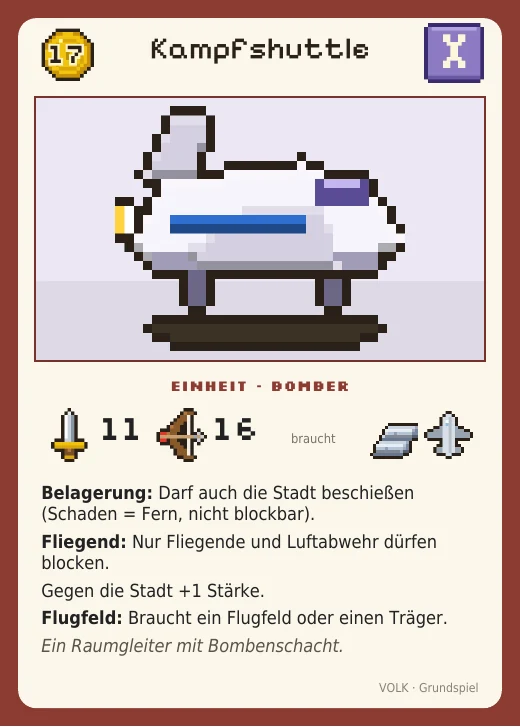 17
Kampfshuttle
X
EINHEIT - BOMBER
11
16
braucht
Belagerung: Darf auch die Stadt beschießen
(Schaden = Fern, nicht blockbar).
Fliegend: Nur Fliegende und Luftabwehr dürfen
blocken.
Gegen die Stadt +1 Stärke.
Flugfeld: Braucht ein Flugfeld oder einen Träger.
Ein Raumgleiter mit Bombenschacht.
VOLK · Grundspiel